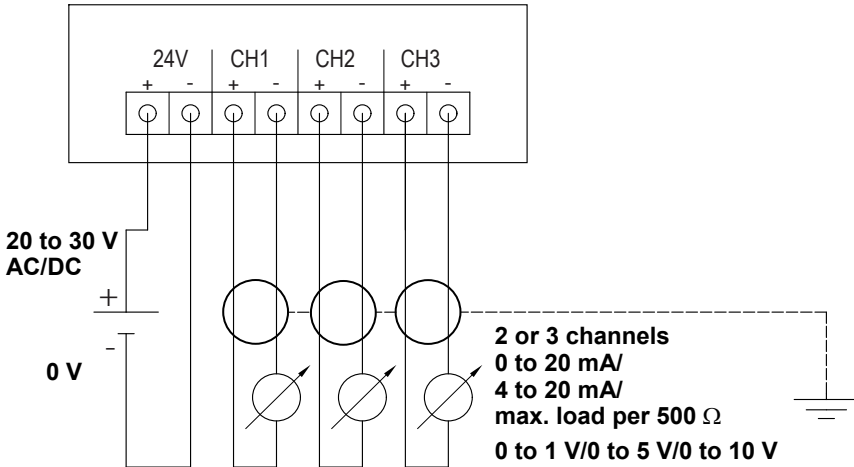 24V CH1 CH2 CH3
+ - + - + - + -
20 to 30 V
AC/DC
+
-
0 V
2 or 3 channels
0 to 20 mA/
4 to 20 mA/
max. load per 500 Ω
0 to 1 V/0 to 5 V/0 to 10 V